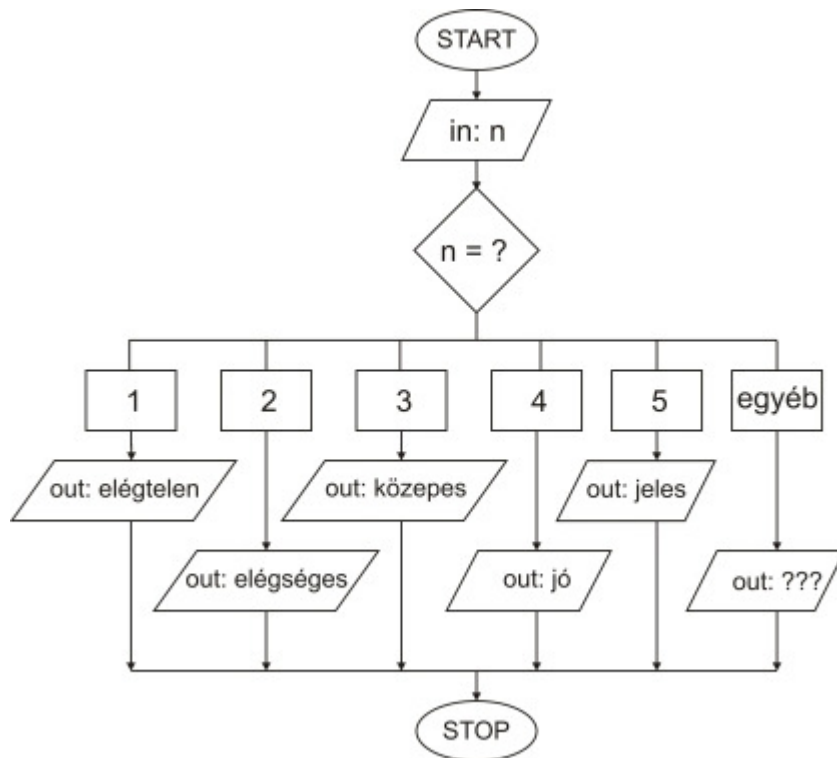 START
in: n
n = ?
1
2
3
4
5
egyéb
out: elégtelen
out: közepes
out: jeles
out: elégséges
out: jó
out: ???
STOP